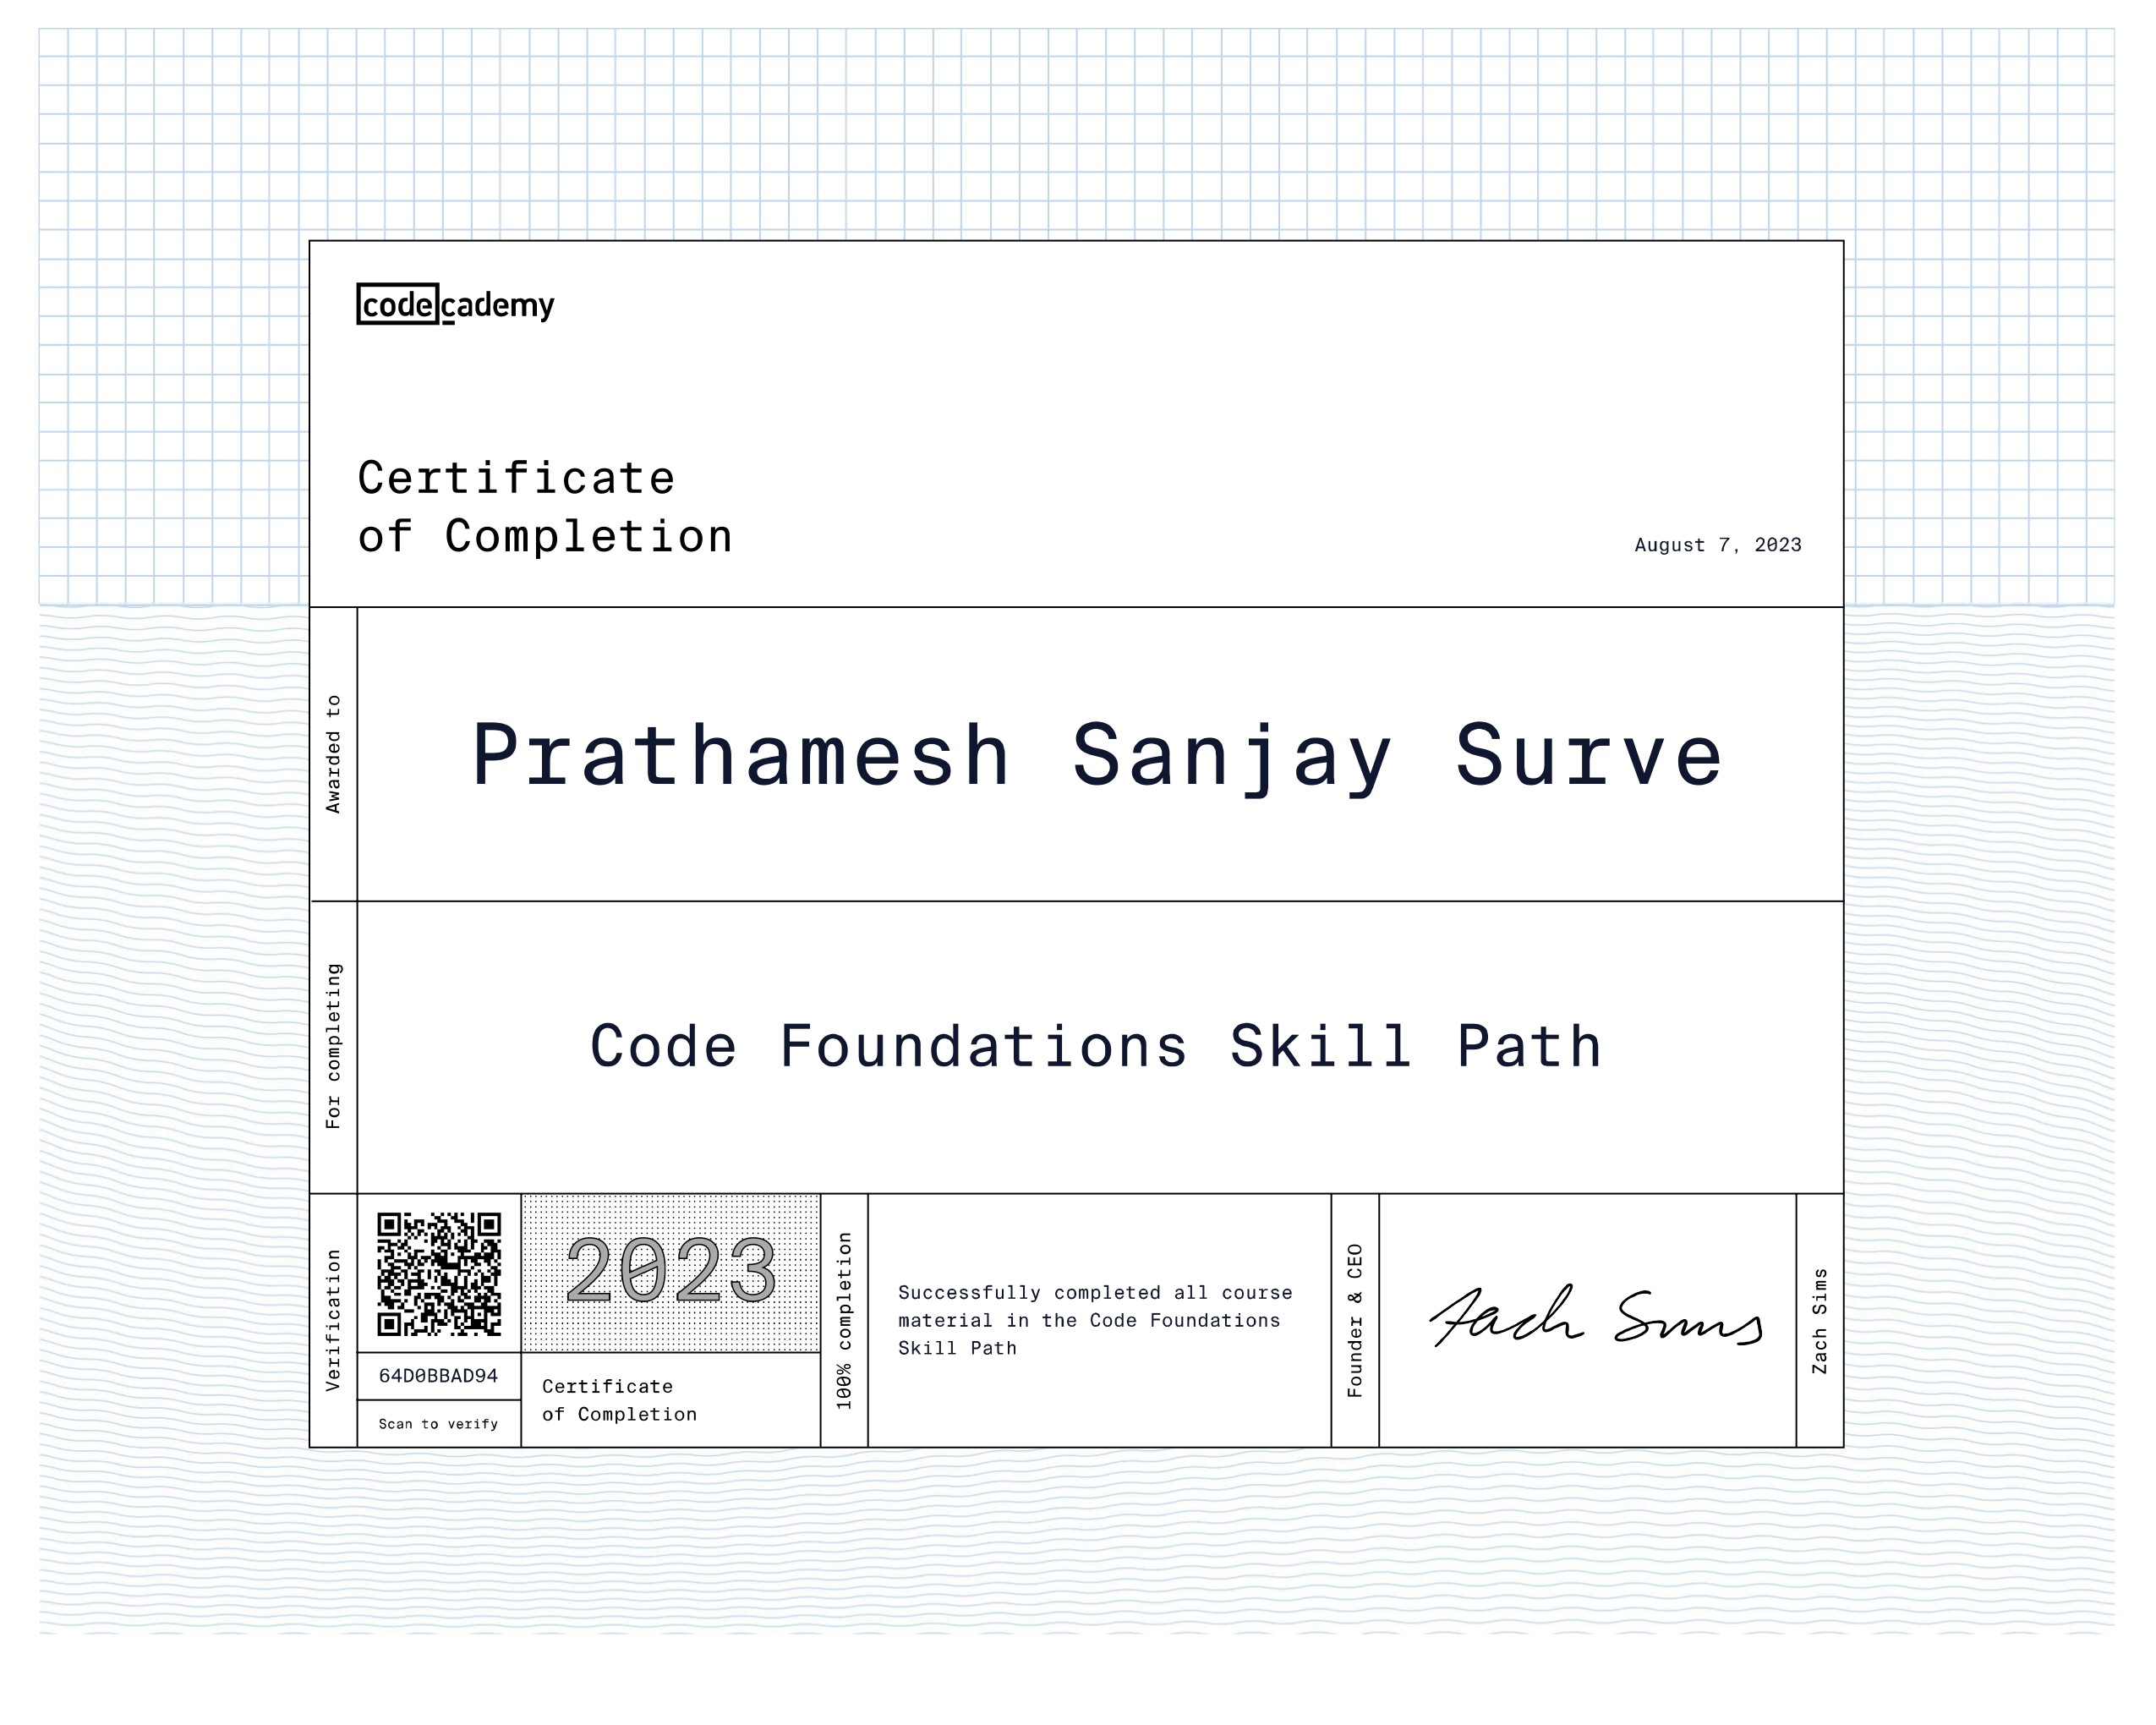 codecademy
Certificate
of Completion
August 7, 2023
Awarded to
Prathamesh Sanjay Surve
For completing
Code Foundations Skill Path
Verification
64D0BBAD94
Scan to verify
2023
Certificate
of Completion
100% completion
Successfully completed all course
material in the Code Foundations
Skill Path
Founder & CEO
Zach Sims
Zach Sims